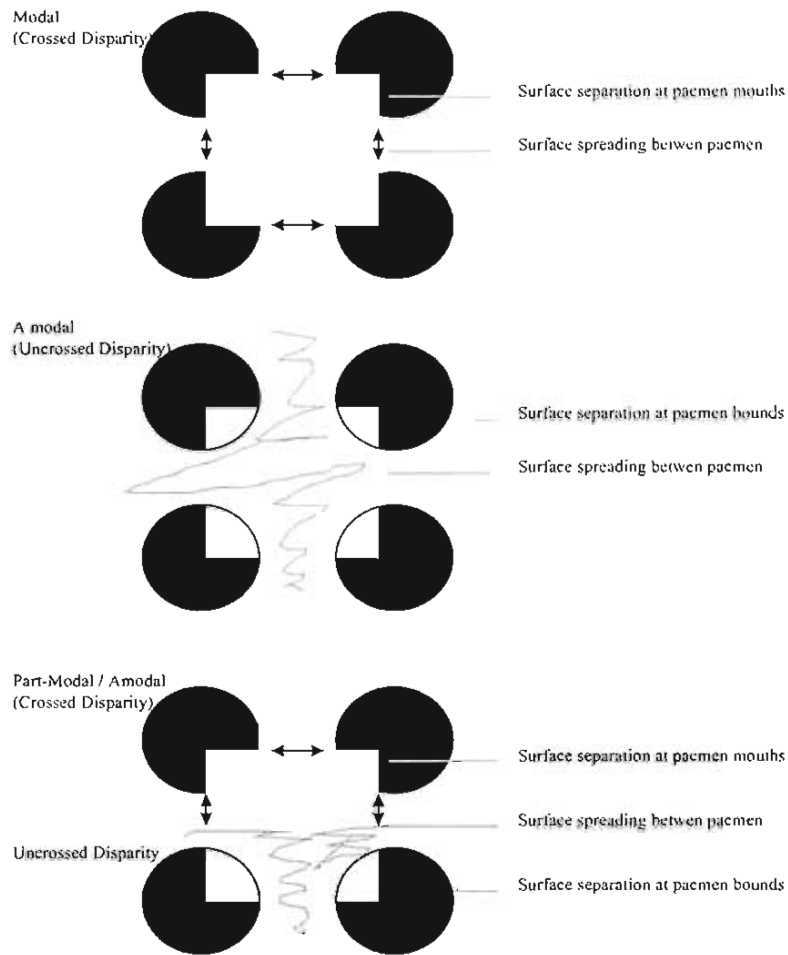 Modal
(Crossed Disparity)
Surface separation at pacmen mouths
Surface spreading betwen pacmen
A modal
(Uncrossed Disparity)
Surface separation at pacmen bounds
Surface spreading betwen pacmen
Part-Modal / Amodal
(Crossed Disparity)
Surface separation at pacmen mouths
Surface spreading betwen pacmen
Uncrossed Disparity
Surface separation at pacmen bounds